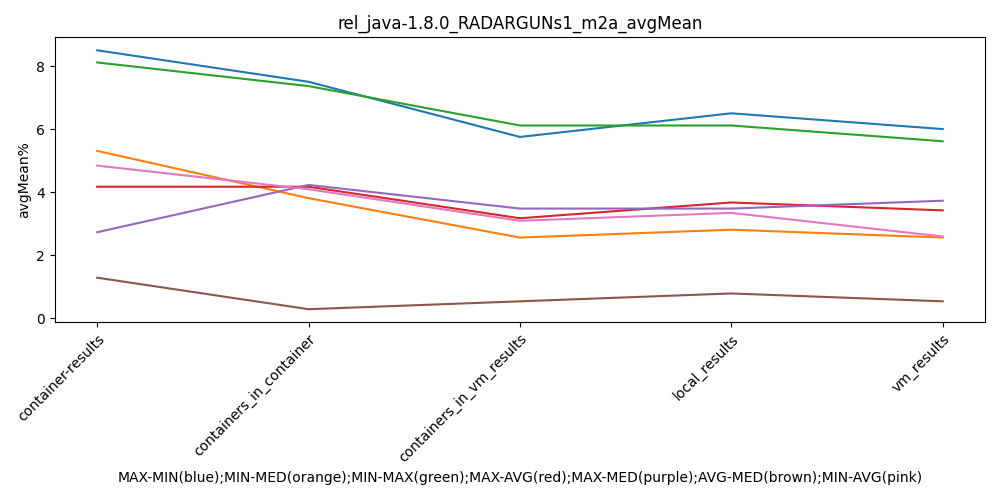 rel_java-1.8.0_RADARGUNs1_m2a_avgMean
avgMean%
8
6
4
2
0
container-results
containers_in_container
containers_in_vm_results
local_results
vm_results
MAX-MIN(blue);MIN-MED(orange);MIN-MAX(green);MAX-AVG(red);MAX-MED(purple);AVG-MED(brown);MIN-AVG(pink)